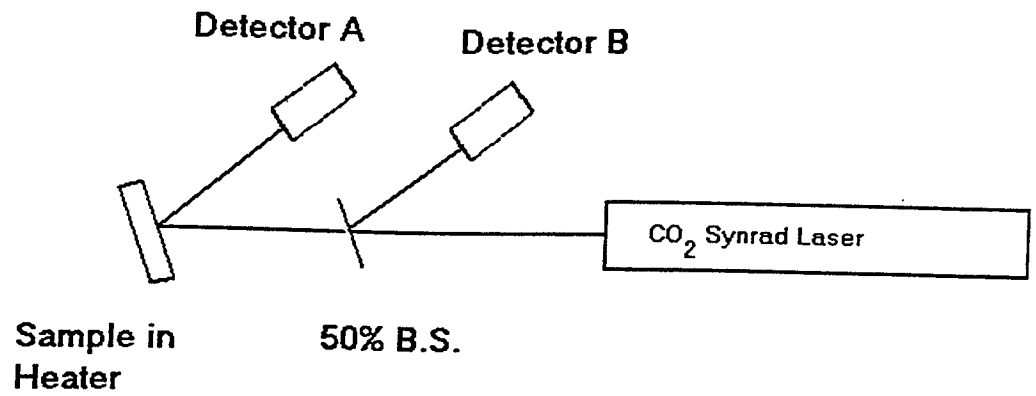 Detector A
Detector B
CO2 Synrad Laser
Sample in
Heater
50% B.S.